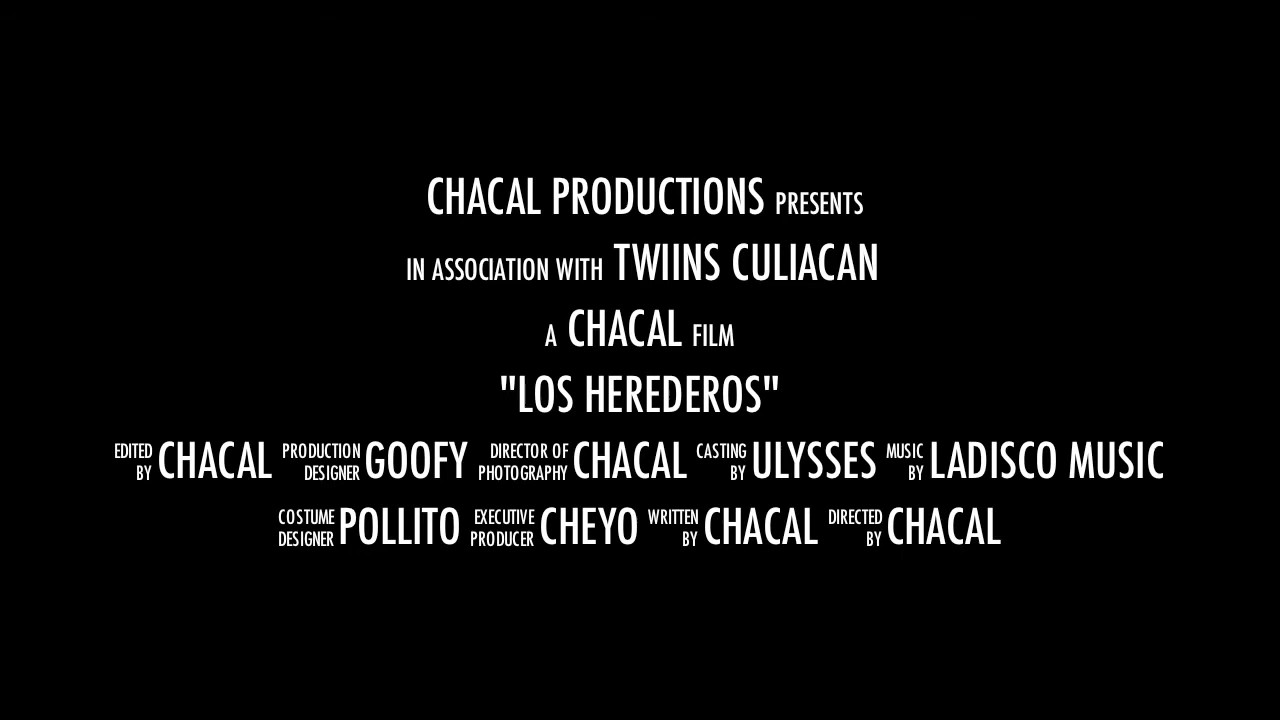 CHACAL PRODUCTIONS PRESENTS
IN ASSOCIATION WITH TWIINS CULIACAN
A CHACAL FILM
"LOS HEREDEROS"
EDITED BY CHACAL PRODUCTION DESIGNER GOOFY DIRECTOR OF PHOTOGRAPHY CHACAL CASTING BY ULYSSES MUSIC BY LADISCO MUSIC
COSTUME DESIGNER POLLITO EXECUTIVE PRODUCER CHEYO WRITTEN BY CHACAL DIRECTED BY CHACAL